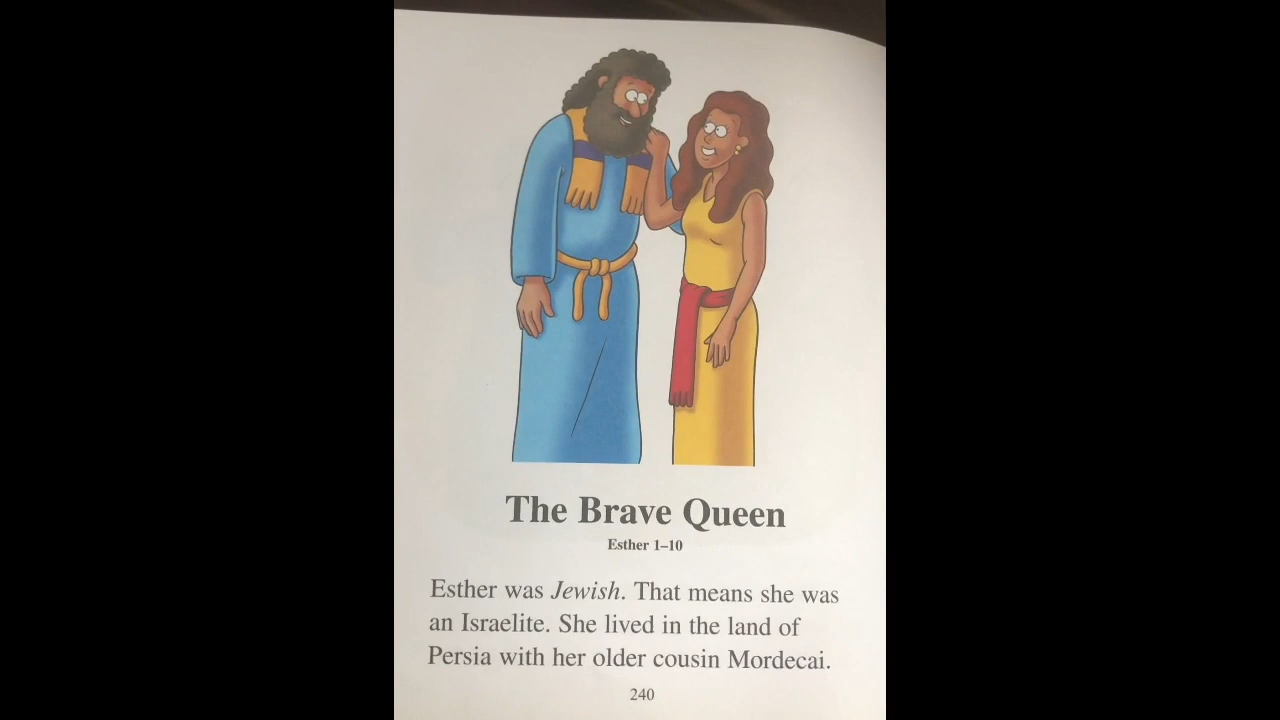 The Brave Queen
Esther 1–10
Esther was Jewish. That means she was
an Israelite. She lived in the land of
Persia with her older cousin Mordecai.
240